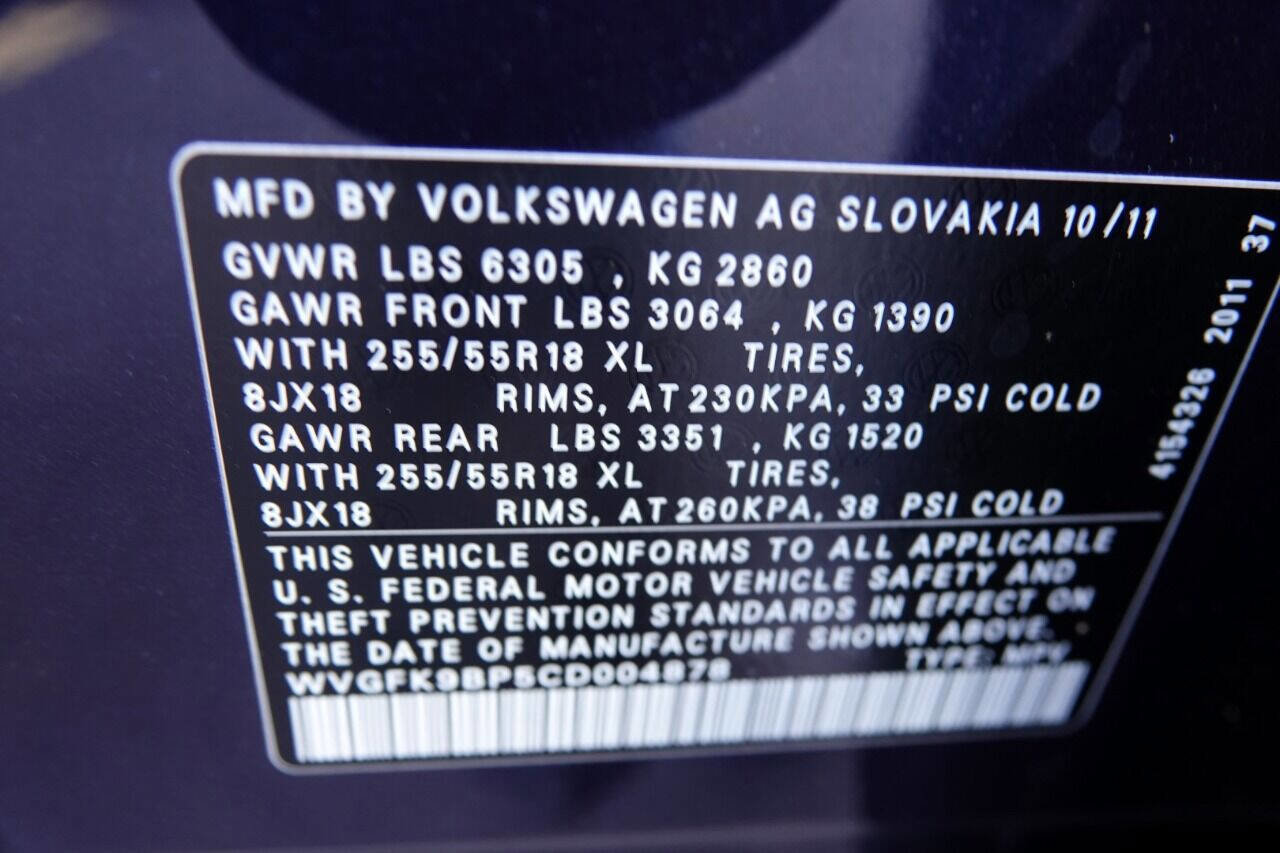 MFD BY VOLKSWAGEN AG SLOVAKIA 10/11
GVWR LBS 6305 , KG 2860
GAWR FRONT LBS 3064 , KG 1390
WITH 255/55R18 XL TIRES,
8JX18 RIMS, AT 230KPA, 33 PSI COLD
GAWR REAR LBS 3351 , KG 1520
WITH 255/55R18 XL TIRES,
8JX18 RIMS, AT 260KPA, 38 PSI COLD
THIS VEHICLE CONFORMS TO ALL APPLICABLE
U. S. FEDERAL MOTOR VEHICLE SAFETY AND
THEFT PREVENTION STANDARDS IN EFFECT ON
THE DATE OF MANUFACTURE SHOWN ABOVE.
WVGFK9BP5CD004878 TYPE: MPV
4154326 2011 37